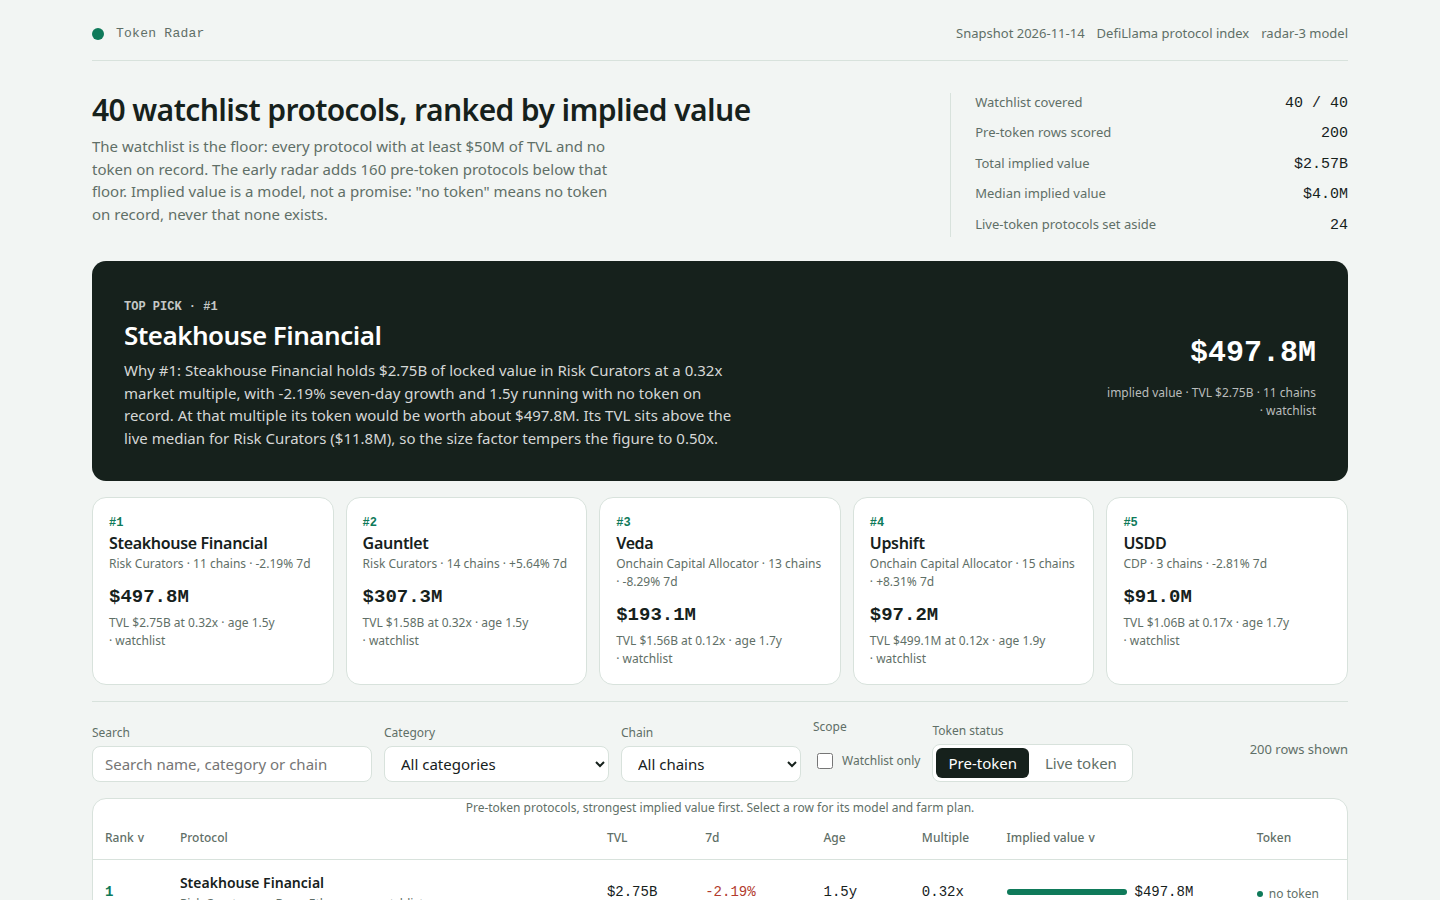 Token Radar
Snapshot 2026-11-14 DefiLlama protocol index radar-3 model
40 watchlist protocols, ranked by implied value
The watchlist is the floor: every protocol with at least $50M of TVL and no
token on record. The early radar adds 160 pre-token protocols below that
floor. Implied value is a model, not a promise: "no token" means no token
on record, never that none exists.
Watchlist covered 40 / 40
Pre-token rows scored 200
Total implied value $2.57B
Median implied value $4.0M
Live-token protocols set aside 24
TOP PICK · #1
Steakhouse Financial
Why #1: Steakhouse Financial holds $2.75B of locked value in Risk Curators at a 0.32x
market multiple, with -2.19% seven-day growth and 1.5y running with no token on
record. At that multiple its token would be worth about $497.8M. Its TVL sits above the
live median for Risk Curators ($11.8M), so the size factor tempers the figure to 0.50x.
$497.8M
implied value · TVL $2.75B · 11 chains
· watchlist
#1
Steakhouse Financial
Risk Curators · 11 chains · -2.19% 7d
$497.8M
TVL $2.75B at 0.32x · age 1.5y
· watchlist
#2
Gauntlet
Risk Curators · 14 chains · +5.64% 7d
$307.3M
TVL $1.58B at 0.32x · age 1.5y
· watchlist
#3
Veda
Onchain Capital Allocator · 13 chains
· -8.29% 7d
$193.1M
TVL $1.56B at 0.12x · age 1.7y
· watchlist
#4
Upshift
Onchain Capital Allocator · 15 chains
· +8.31% 7d
$97.2M
TVL $499.1M at 0.12x · age 1.9y
· watchlist
#5
USDD
CDP · 3 chains · -2.81% 7d
$91.0M
TVL $1.06B at 0.17x · age 1.7y
· watchlist
Search
Search name, category or chain
Category
All categories
Chain
All chains
Scope
Watchlist only
Token status
Pre-token Live token
200 rows shown
Pre-token protocols, strongest implied value first. Select a row for its model and farm plan.
Rank v Protocol TVL 7d Age Multiple Implied value v Token
1 Steakhouse Financial $2.75B -2.19% 1.5y 0.32x $497.8M no token